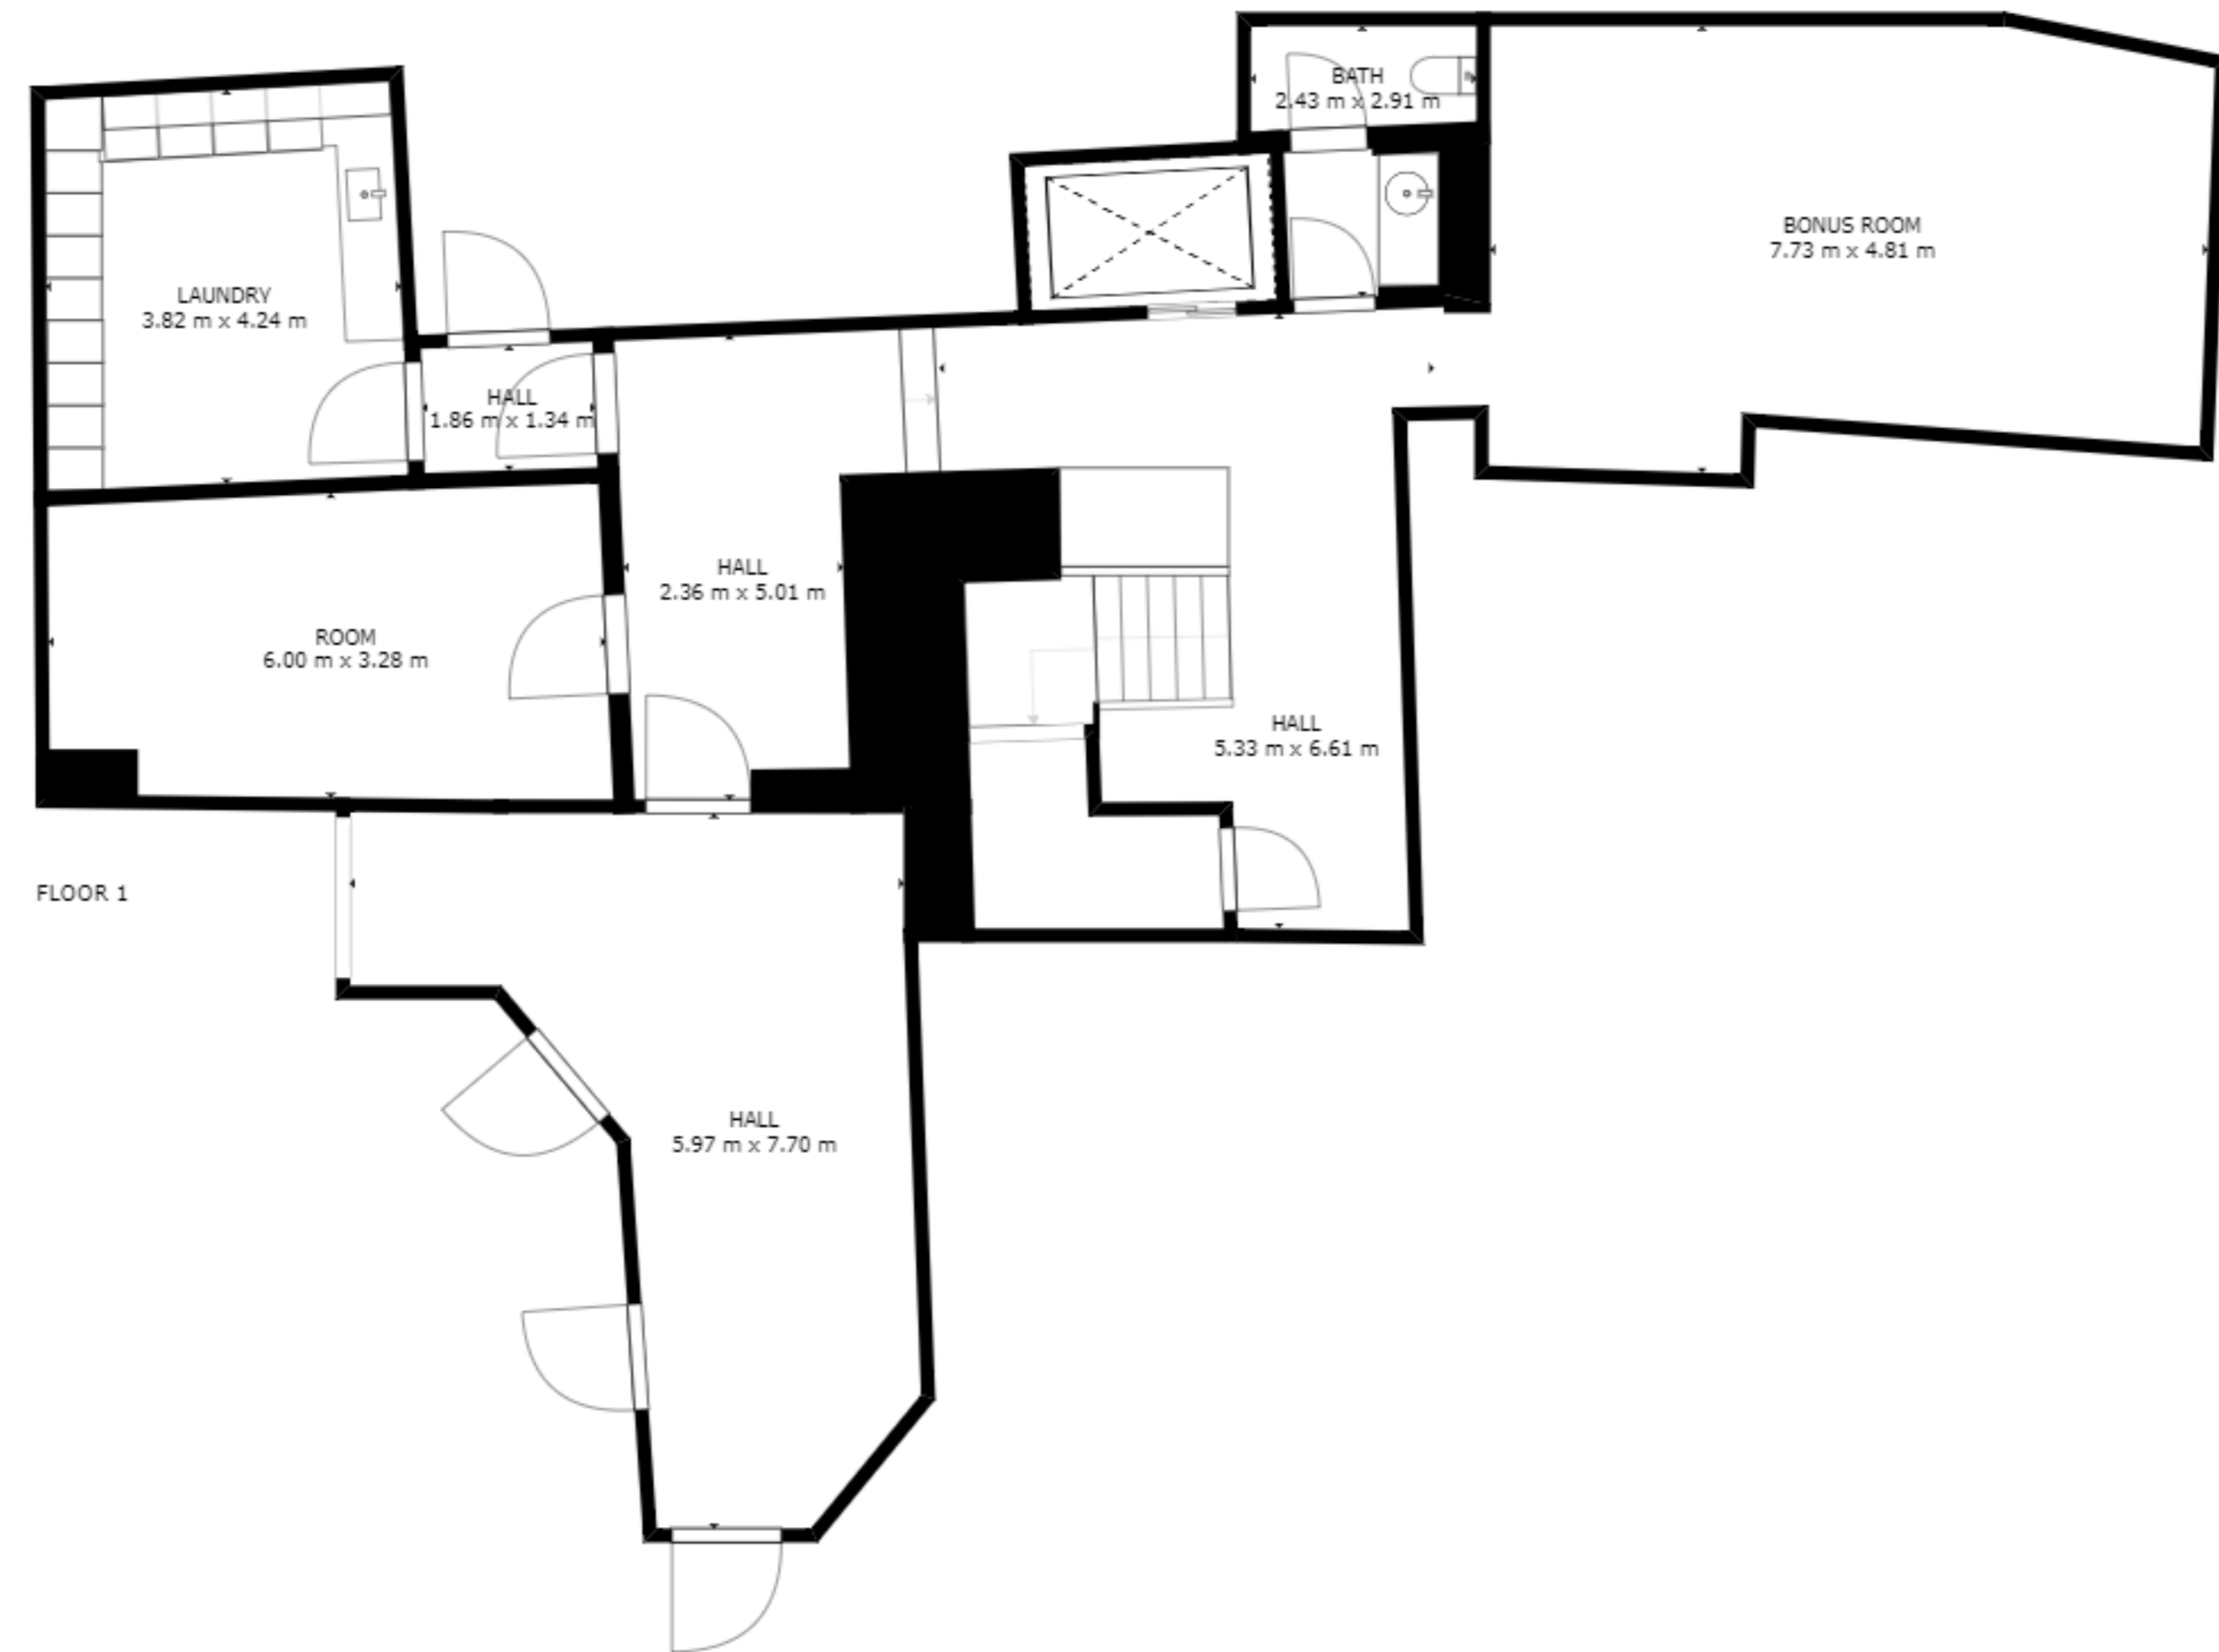 BATH
2.43 m x 2.91 m
BONUS ROOM
7.73 m x 4.81 m
LAUNDRY
3.82 m x 4.24 m
HALL
1.86 m x 1.34 m
HALL
2.36 m x 5.01 m
ROOM
6.00 m x 3.28 m
HALL
5.33 m x 6.61 m
FLOOR 1
HALL
5.97 m x 7.70 m